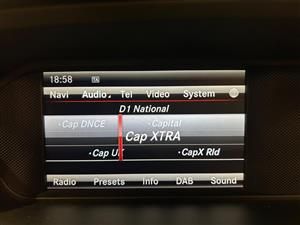 18:58 TA
Navi Audio Tel Video System
D1 National
·Cap DNCE ·Capital
Cap XTRA
·Cap U ·CapX Rld
Radio Presets Info DAB Sound